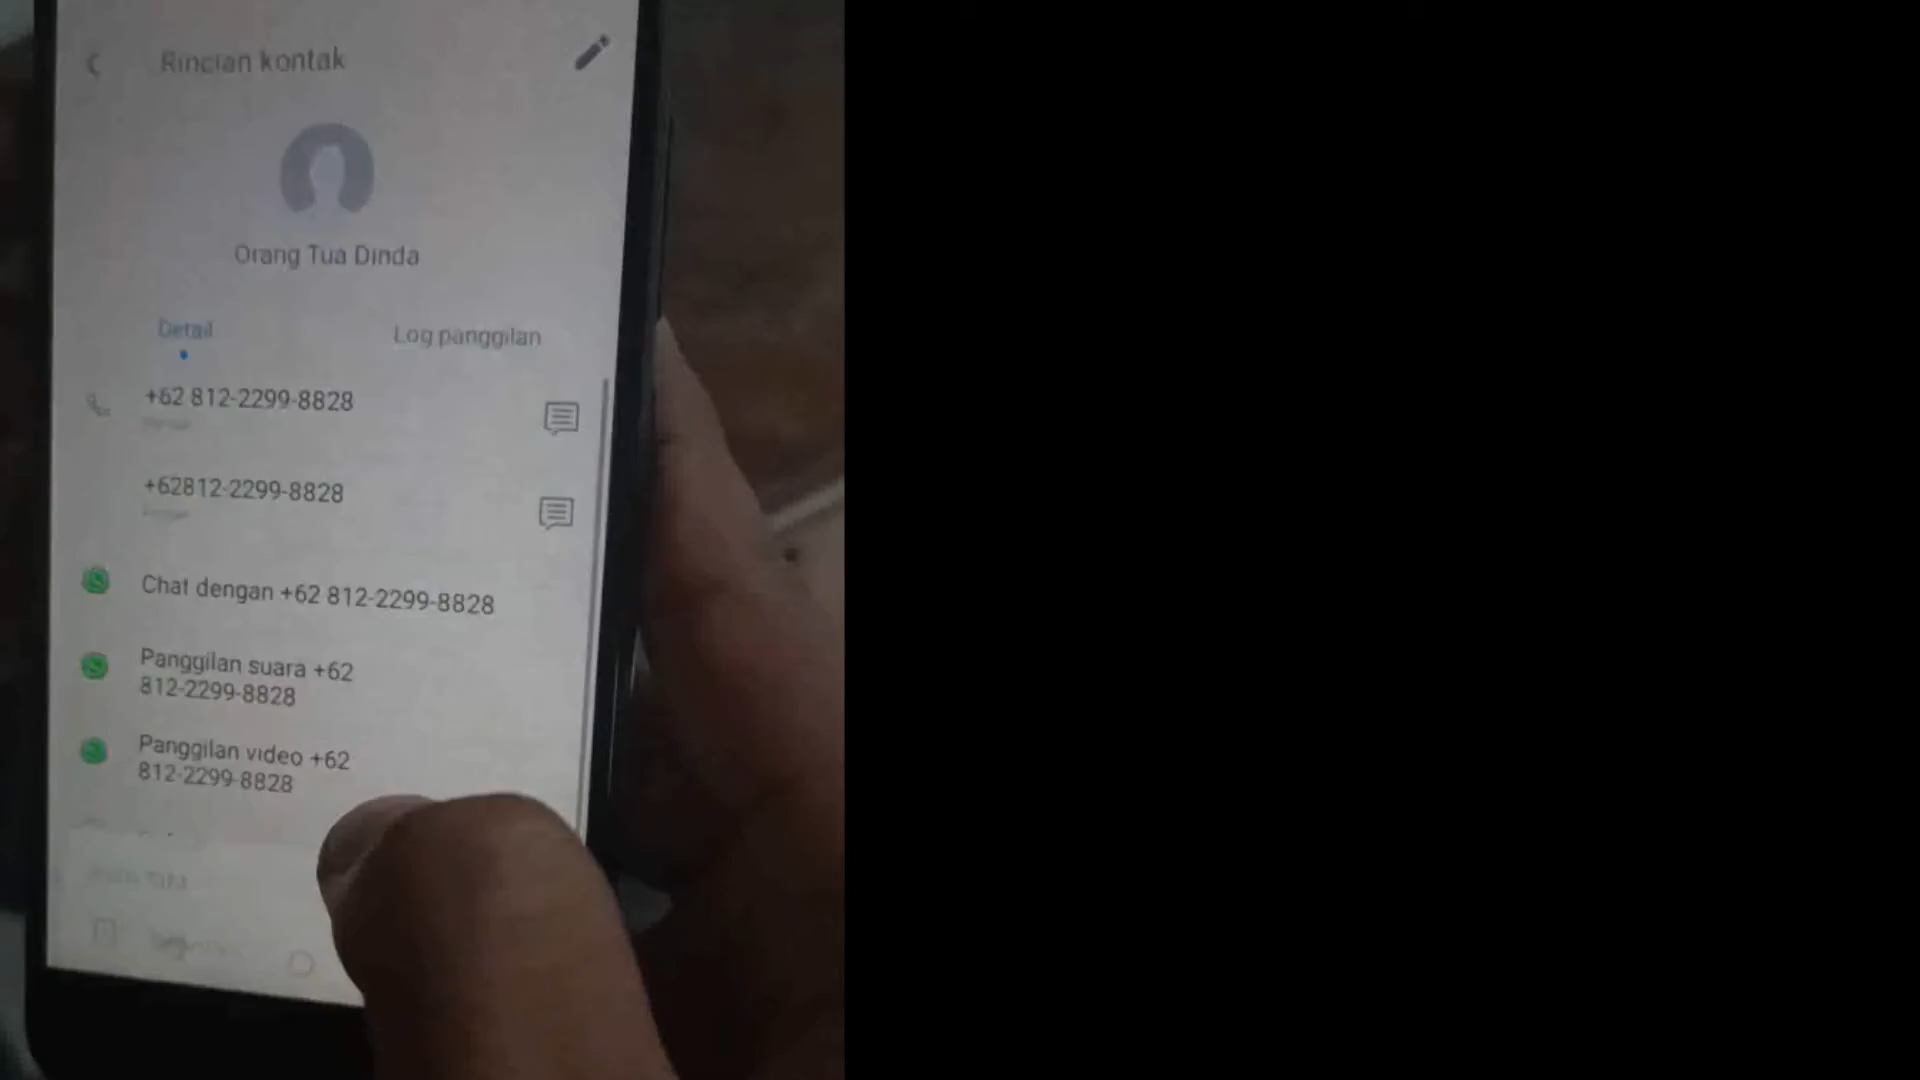 Rincian kontak
Orang Tua Dinda
Detail
Log panggilan
+62 812-2299-8828
+62812-2299-8828
Chat dengan +62 812-2299-8828
Panggilan suara +62
812-2299-8828
Panggilan video +62
812-2299-8828